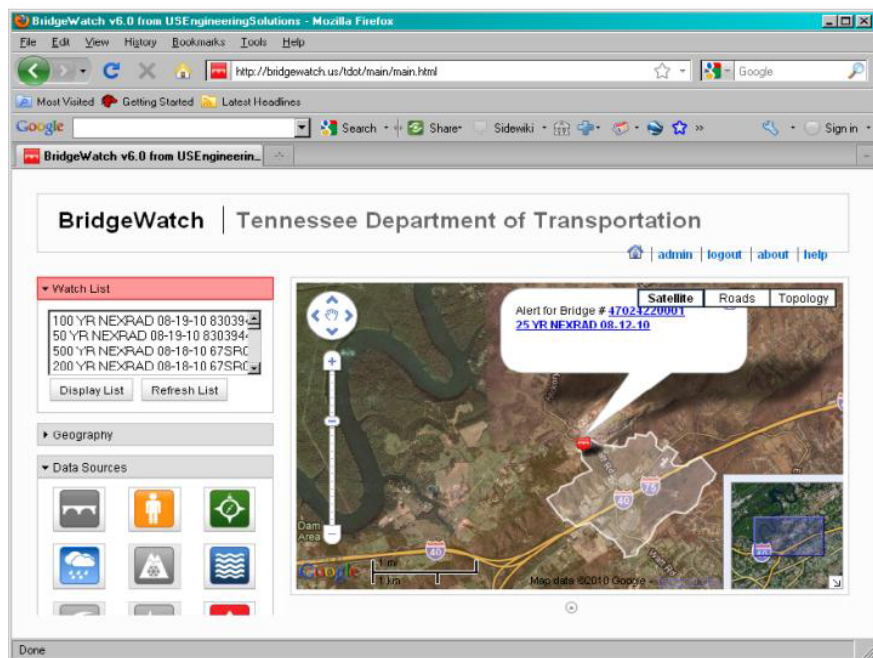 BridgeWatch v6.0 from USEngineeringSolutions - Mozilla Firefox
File Edit View History Bookmarks Tools Help
http://bridgewatch.us/tdot/main/main.html
Google
Most Visited Getting Started Latest Headlines
Google Search Share Sidewiki » Sign in
BridgeWatch v6.0 from USEngineerin...
BridgeWatch | Tennessee Department of Transportation
admin | logout | about | help
Watch List
100 YR NEXRAD 08-19-10 830394
50 YR NEXRAD 08-19-10 830394
500 YR NEXRAD 08-18-10 67SR
200 YR NEXRAD 08-18-10 67SR
Display List Refresh List
Geography
Data Sources
Satellite Roads Topology
Alert for Bridge # 47024220001
25 YR NEXRAD 08-12-10
40
75
Dam
Area
40
Google
1 mi
1 km
Map data ©2010 Google -
Done